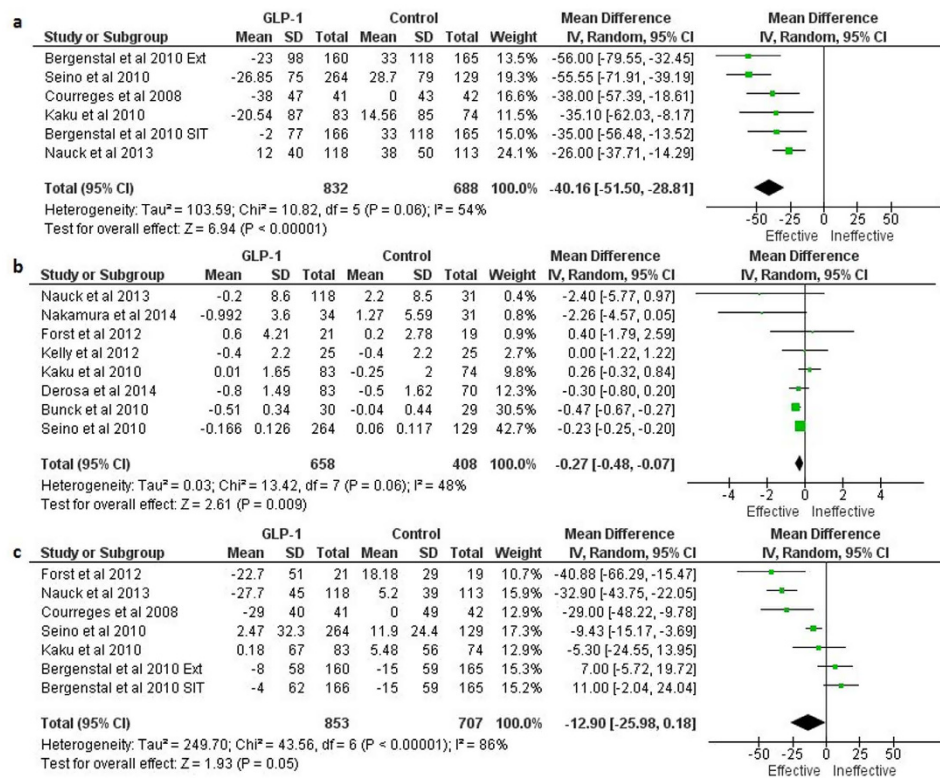 a
GLP-1 Control Mean Difference Mean Difference
Study or Subgroup Mean SD Total Mean SD Total Weight IV, Random, 95% CI IV, Random, 95% CI
Bergenstal et al 2010 Ext -23 98 160 33 118 165 13.5% -56.00 [-79.55, -32.45]
Seino et al 2010 -26.85 75 264 28.7 79 129 19.3% -55.55 [-71.91, -39.19]
Courreges et al 2008 -38 47 41 0 43 42 16.6% -38.00 [-57.39, -18.61]
Kaku et al 2010 -20.54 87 83 14.56 85 74 11.5% -35.10 [-62.03, -8.17]
Bergenstal et al 2010 SIT -2 77 166 33 118 165 15.0% -35.00 [-56.48, -13.52]
Nauck et al 2013 12 40 118 38 50 113 24.1% -26.00 [-37.71, -14.29]
Total (95% CI) 832 688 100.0% -40.16 [-51.50, -28.81]
Heterogeneity: Tau² = 103.59; Chi² = 10.82, df = 5 (P = 0.06); I² = 54%
Test for overall effect: Z = 6.94 (P < 0.00001)
-50 -25 0 25 50
Effective Ineffective
b
GLP-1 Control Mean Difference Mean Difference
Study or Subgroup Mean SD Total Mean SD Total Weight IV, Random, 95% CI IV, Random, 95% CI
Nauck et al 2013 -0.2 8.6 118 2.2 8.5 31 0.4% -2.40 [-5.77, 0.97]
Nakamura et al 2014 -0.992 3.6 34 1.27 5.59 31 0.8% -2.26 [-4.57, 0.05]
Forst et al 2012 0.6 4.21 21 0.2 2.78 19 0.9% 0.40 [-1.79, 2.59]
Kelly et al 2012 -0.4 2.2 25 -0.4 2.2 25 2.7% 0.00 [-1.22, 1.22]
Kaku et al 2010 0.01 1.65 83 -0.25 2 74 9.8% 0.26 [-0.32, 0.84]
Derosa et al 2014 -0.8 1.49 83 -0.5 1.62 70 12.3% -0.30 [-0.80, 0.20]
Bunck et al 2010 -0.51 0.34 30 -0.04 0.44 29 30.5% -0.47 [-0.67, -0.27]
Seino et al 2010 -0.166 0.126 264 0.06 0.117 129 42.7% -0.23 [-0.25, -0.20]
Total (95% CI) 658 408 100.0% -0.27 [-0.48, -0.07]
Heterogeneity: Tau² = 0.03; Chi² = 13.42, df = 7 (P = 0.06); I² = 48%
Test for overall effect: Z = 2.61 (P = 0.009)
-4 -2 0 2 4
Effective Ineffective
c
GLP-1 Control Mean Difference Mean Difference
Study or Subgroup Mean SD Total Mean SD Total Weight IV, Random, 95% CI IV, Random, 95% CI
Forst et al 2012 -22.7 51 21 18.18 29 19 10.7% -40.88 [-66.29, -15.47]
Nauck et al 2013 -27.7 45 118 5.2 39 113 15.9% -32.90 [-43.75, -22.05]
Courreges et al 2008 -29 40 41 0 49 42 12.9% -29.00 [-48.22, -9.78]
Seino et al 2010 2.47 32.3 264 11.9 24.4 129 17.3% -9.43 [-15.17, -3.69]
Kaku et al 2010 0.18 67 83 5.48 56 74 12.9% -5.30 [-24.55, 13.95]
Bergenstal et al 2010 Ext -8 58 160 -15 59 165 15.3% 7.00 [-5.72, 19.72]
Bergenstal et al 2010 SIT -4 62 166 -15 59 165 15.2% 11.00 [-2.04, 24.04]
Total (95% CI) 853 707 100.0% -12.90 [-25.98, 0.18]
Heterogeneity: Tau² = 249.70; Chi² = 43.56, df = 6 (P < 0.00001); I² = 86%
Test for overall effect: Z = 1.93 (P = 0.05)
-50 -25 0 25 50
Effective Ineffective